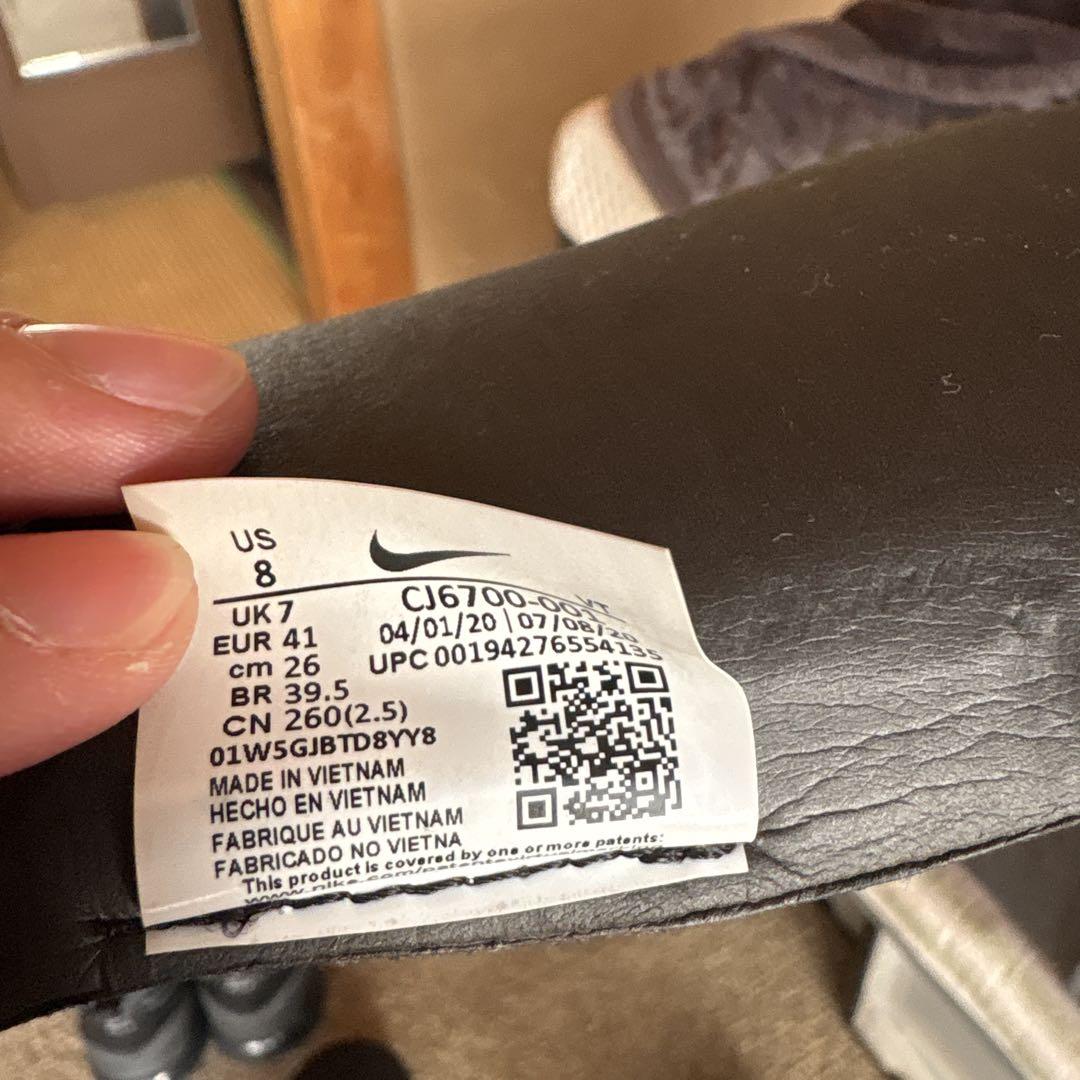 US
8
UK 7
EUR 41
cm 26
BR 39.5
CN 260(2.5)
VT
CJ6700-001
04/01/20 | 07/08/20
UPC 00194276554135
01W5GJBTD8YY8
MADE IN VIETNAM
HECHO EN VIETNAM
FABRIQUE AU VIETNAM
FABRICADO NO VIETNA
This product is covered by one or more patents: